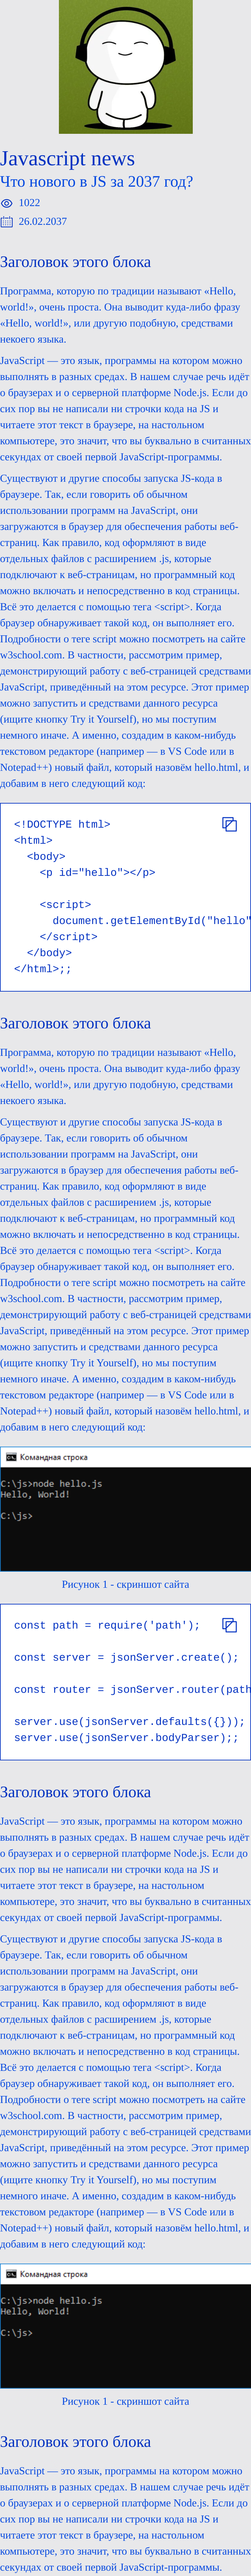 Javascript news
Что нового в JS за 2037 год?
1022
26.02.2037
Заголовок этого блока
Программа, которую по традиции называют «Hello,
world!», очень проста. Она выводит куда-либо фразу
«Hello, world!», или другую подобную, средствами
некоего языка.
JavaScript — это язык, программы на котором можно
выполнять в разных средах. В нашем случае речь идёт
о браузерах и о серверной платформе Node.js. Если до
сих пор вы не написали ни строчки кода на JS и
читаете этот текст в браузере, на настольном
компьютере, это значит, что вы буквально в считанных
секундах от своей первой JavaScript-программы.
Существуют и другие способы запуска JS-кода в
браузере. Так, если говорить об обычном
использовании программ на JavaScript, они
загружаются в браузер для обеспечения работы веб-
страниц. Как правило, код оформляют в виде
отдельных файлов с расширением .js, которые
подключают к веб-страницам, но программный код
можно включать и непосредственно в код страницы.
Всё это делается с помощью тега <script>. Когда
браузер обнаруживает такой код, он выполняет его.
Подробности о теге script можно посмотреть на сайте
w3school.com. В частности, рассмотрим пример,
демонстрирующий работу с веб-страницей средствами
JavaScript, приведённый на этом ресурсе. Этот пример
можно запустить и средствами данного ресурса
(ищите кнопку Try it Yourself), но мы поступим
немного иначе. А именно, создадим в каком-нибудь
текстовом редакторе (например — в VS Code или в
Notepad++) новый файл, который назовём hello.html, и
добавим в него следующий код:
<!DOCTYPE html>
<html>
<body>
<p id="hello"></p>
<script>
document.getElementById("hello"
</script>
</body>
</html>;;
Заголовок этого блока
Программа, которую по традиции называют «Hello,
world!», очень проста. Она выводит куда-либо фразу
«Hello, world!», или другую подобную, средствами
некоего языка.
Существуют и другие способы запуска JS-кода в
браузере. Так, если говорить об обычном
использовании программ на JavaScript, они
загружаются в браузер для обеспечения работы веб-
страниц. Как правило, код оформляют в виде
отдельных файлов с расширением .js, которые
подключают к веб-страницам, но программный код
можно включать и непосредственно в код страницы.
Всё это делается с помощью тега <script>. Когда
браузер обнаруживает такой код, он выполняет его.
Подробности о теге script можно посмотреть на сайте
w3school.com. В частности, рассмотрим пример,
демонстрирующий работу с веб-страницей средствами
JavaScript, приведённый на этом ресурсе. Этот пример
можно запустить и средствами данного ресурса
(ищите кнопку Try it Yourself), но мы поступим
немного иначе. А именно, создадим в каком-нибудь
текстовом редакторе (например — в VS Code или в
Notepad++) новый файл, который назовём hello.html, и
добавим в него следующий код:
Командная строка
C:\js>node hello.js
Hello, World!
C:\js>
Рисунок 1 - скриншот сайта
const path = require('path');
const server = jsonServer.create();
const router = jsonServer.router(path
server.use(jsonServer.defaults({}));
server.use(jsonServer.bodyParser);;
Заголовок этого блока
JavaScript — это язык, программы на котором можно
выполнять в разных средах. В нашем случае речь идёт
о браузерах и о серверной платформе Node.js. Если до
сих пор вы не написали ни строчки кода на JS и
читаете этот текст в браузере, на настольном
компьютере, это значит, что вы буквально в считанных
секундах от своей первой JavaScript-программы.
Существуют и другие способы запуска JS-кода в
браузере. Так, если говорить об обычном
использовании программ на JavaScript, они
загружаются в браузер для обеспечения работы веб-
страниц. Как правило, код оформляют в виде
отдельных файлов с расширением .js, которые
подключают к веб-страницам, но программный код
можно включать и непосредственно в код страницы.
Всё это делается с помощью тега <script>. Когда
браузер обнаруживает такой код, он выполняет его.
Подробности о теге script можно посмотреть на сайте
w3school.com. В частности, рассмотрим пример,
демонстрирующий работу с веб-страницей средствами
JavaScript, приведённый на этом ресурсе. Этот пример
можно запустить и средствами данного ресурса
(ищите кнопку Try it Yourself), но мы поступим
немного иначе. А именно, создадим в каком-нибудь
текстовом редакторе (например — в VS Code или в
Notepad++) новый файл, который назовём hello.html, и
добавим в него следующий код:
Командная строка
C:\js>node hello.js
Hello, World!
C:\js>
Рисунок 1 - скриншот сайта
Заголовок этого блока
JavaScript — это язык, программы на котором можно
выполнять в разных средах. В нашем случае речь идёт
о браузерах и о серверной платформе Node.js. Если до
сих пор вы не написали ни строчки кода на JS и
читаете этот текст в браузере, на настольном
компьютере, это значит, что вы буквально в считанных
секундах от своей первой JavaScript-программы.